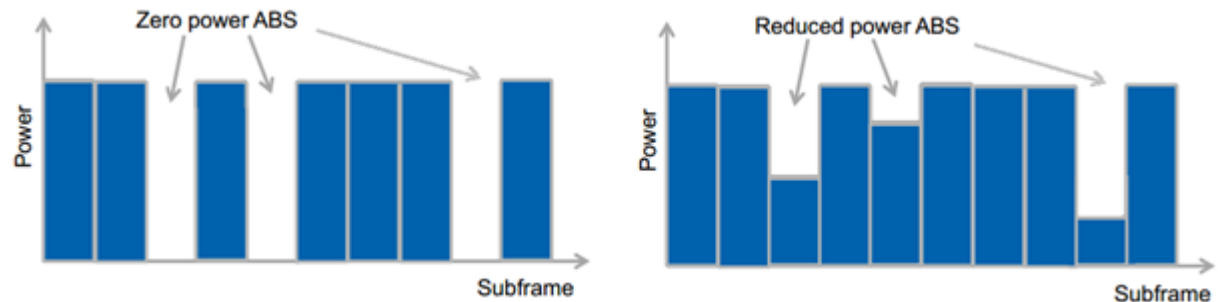 Zero power ABS
Power
Subframe
Reduced power ABS
Power
Subframe